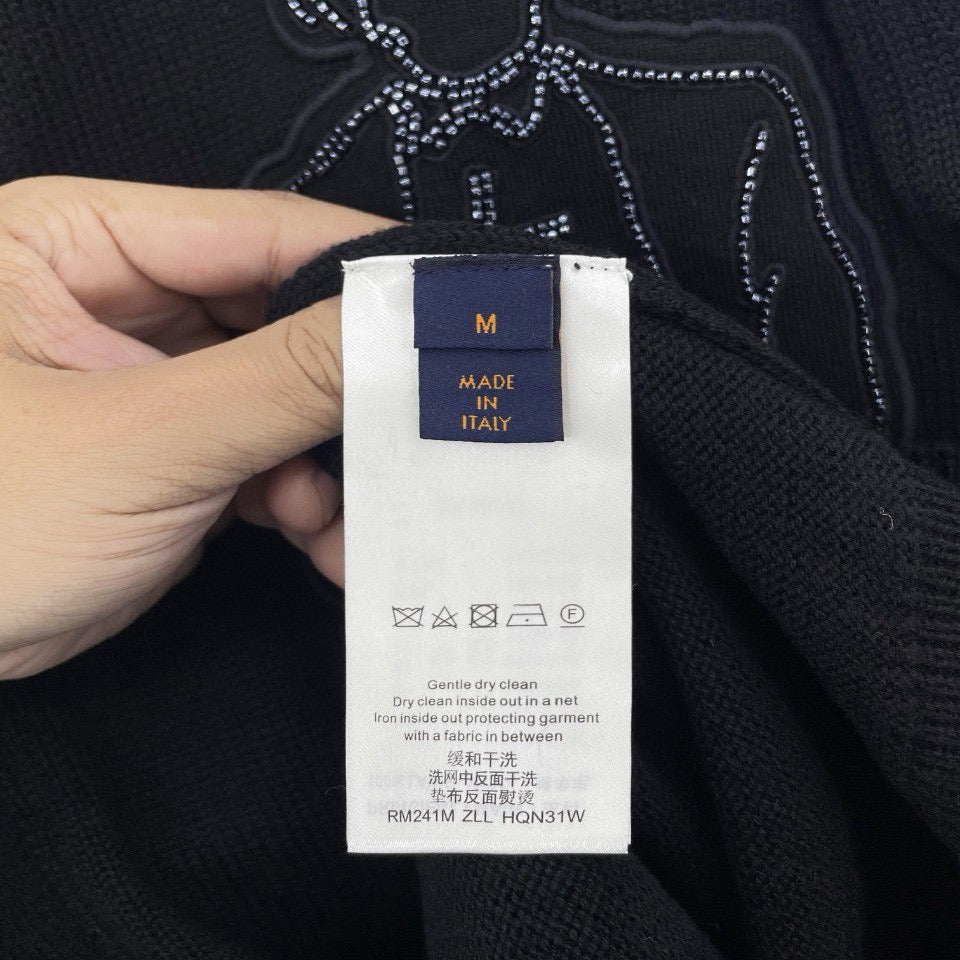 M
MADE
IN
ITALY
F
Gentle dry clean
Dry clean inside out in a net
Iron inside out protecting garment
with a fabric in between
缓和干洗
洗网中反面干洗
垫布反面熨烫
RM241M ZLL HQN31W